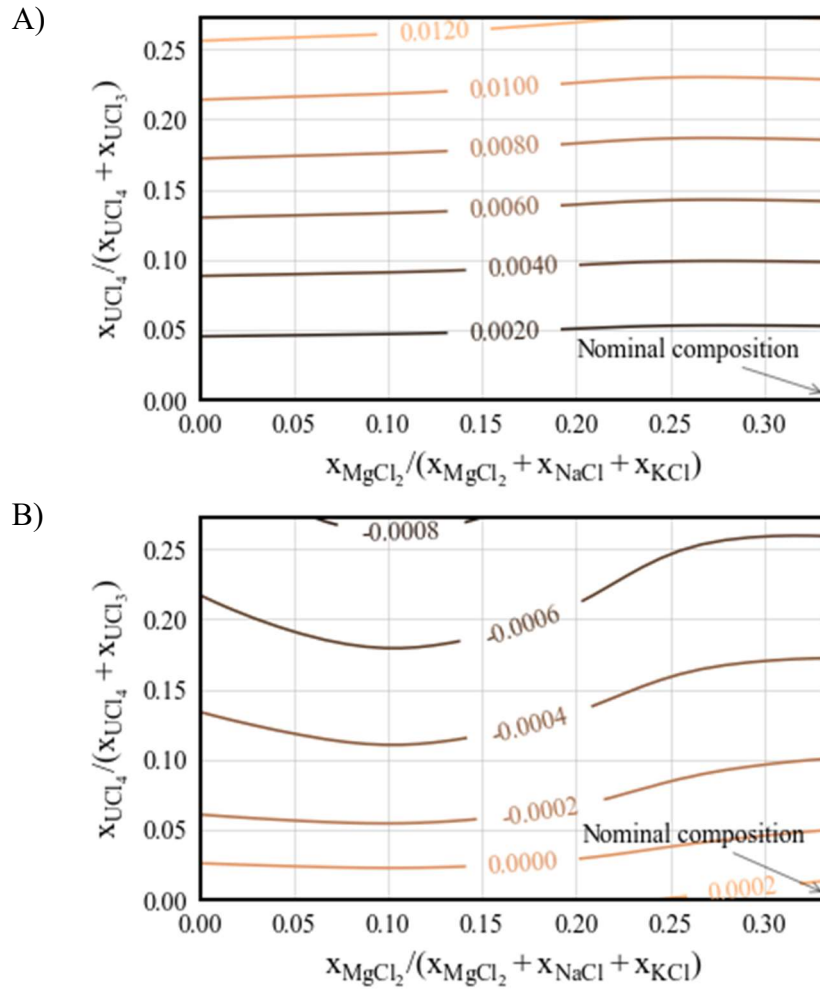 A)
0.25
0.20
0.15
0.10
0.05
0.00
x_UCl₄/(x_UCl₄ + x_UCl₃)
0.0120
0.0100
0.0080
0.0060
0.0040
0.0020
Nominal composition
0.00 0.05 0.10 0.15 0.20 0.25 0.30
x_MgCl₂/(x_MgCl₂ + x_NaCl + x_KCl)
B)
0.25
0.20
0.15
0.10
0.05
0.00
x_UCl₄/(x_UCl₄ + x_UCl₃)
-0.0008
-0.0006
-0.0004
-0.0002
0.0000
0.0002
Nominal composition
0.00 0.05 0.10 0.15 0.20 0.25 0.30
x_MgCl₂/(x_MgCl₂ + x_NaCl + x_KCl)